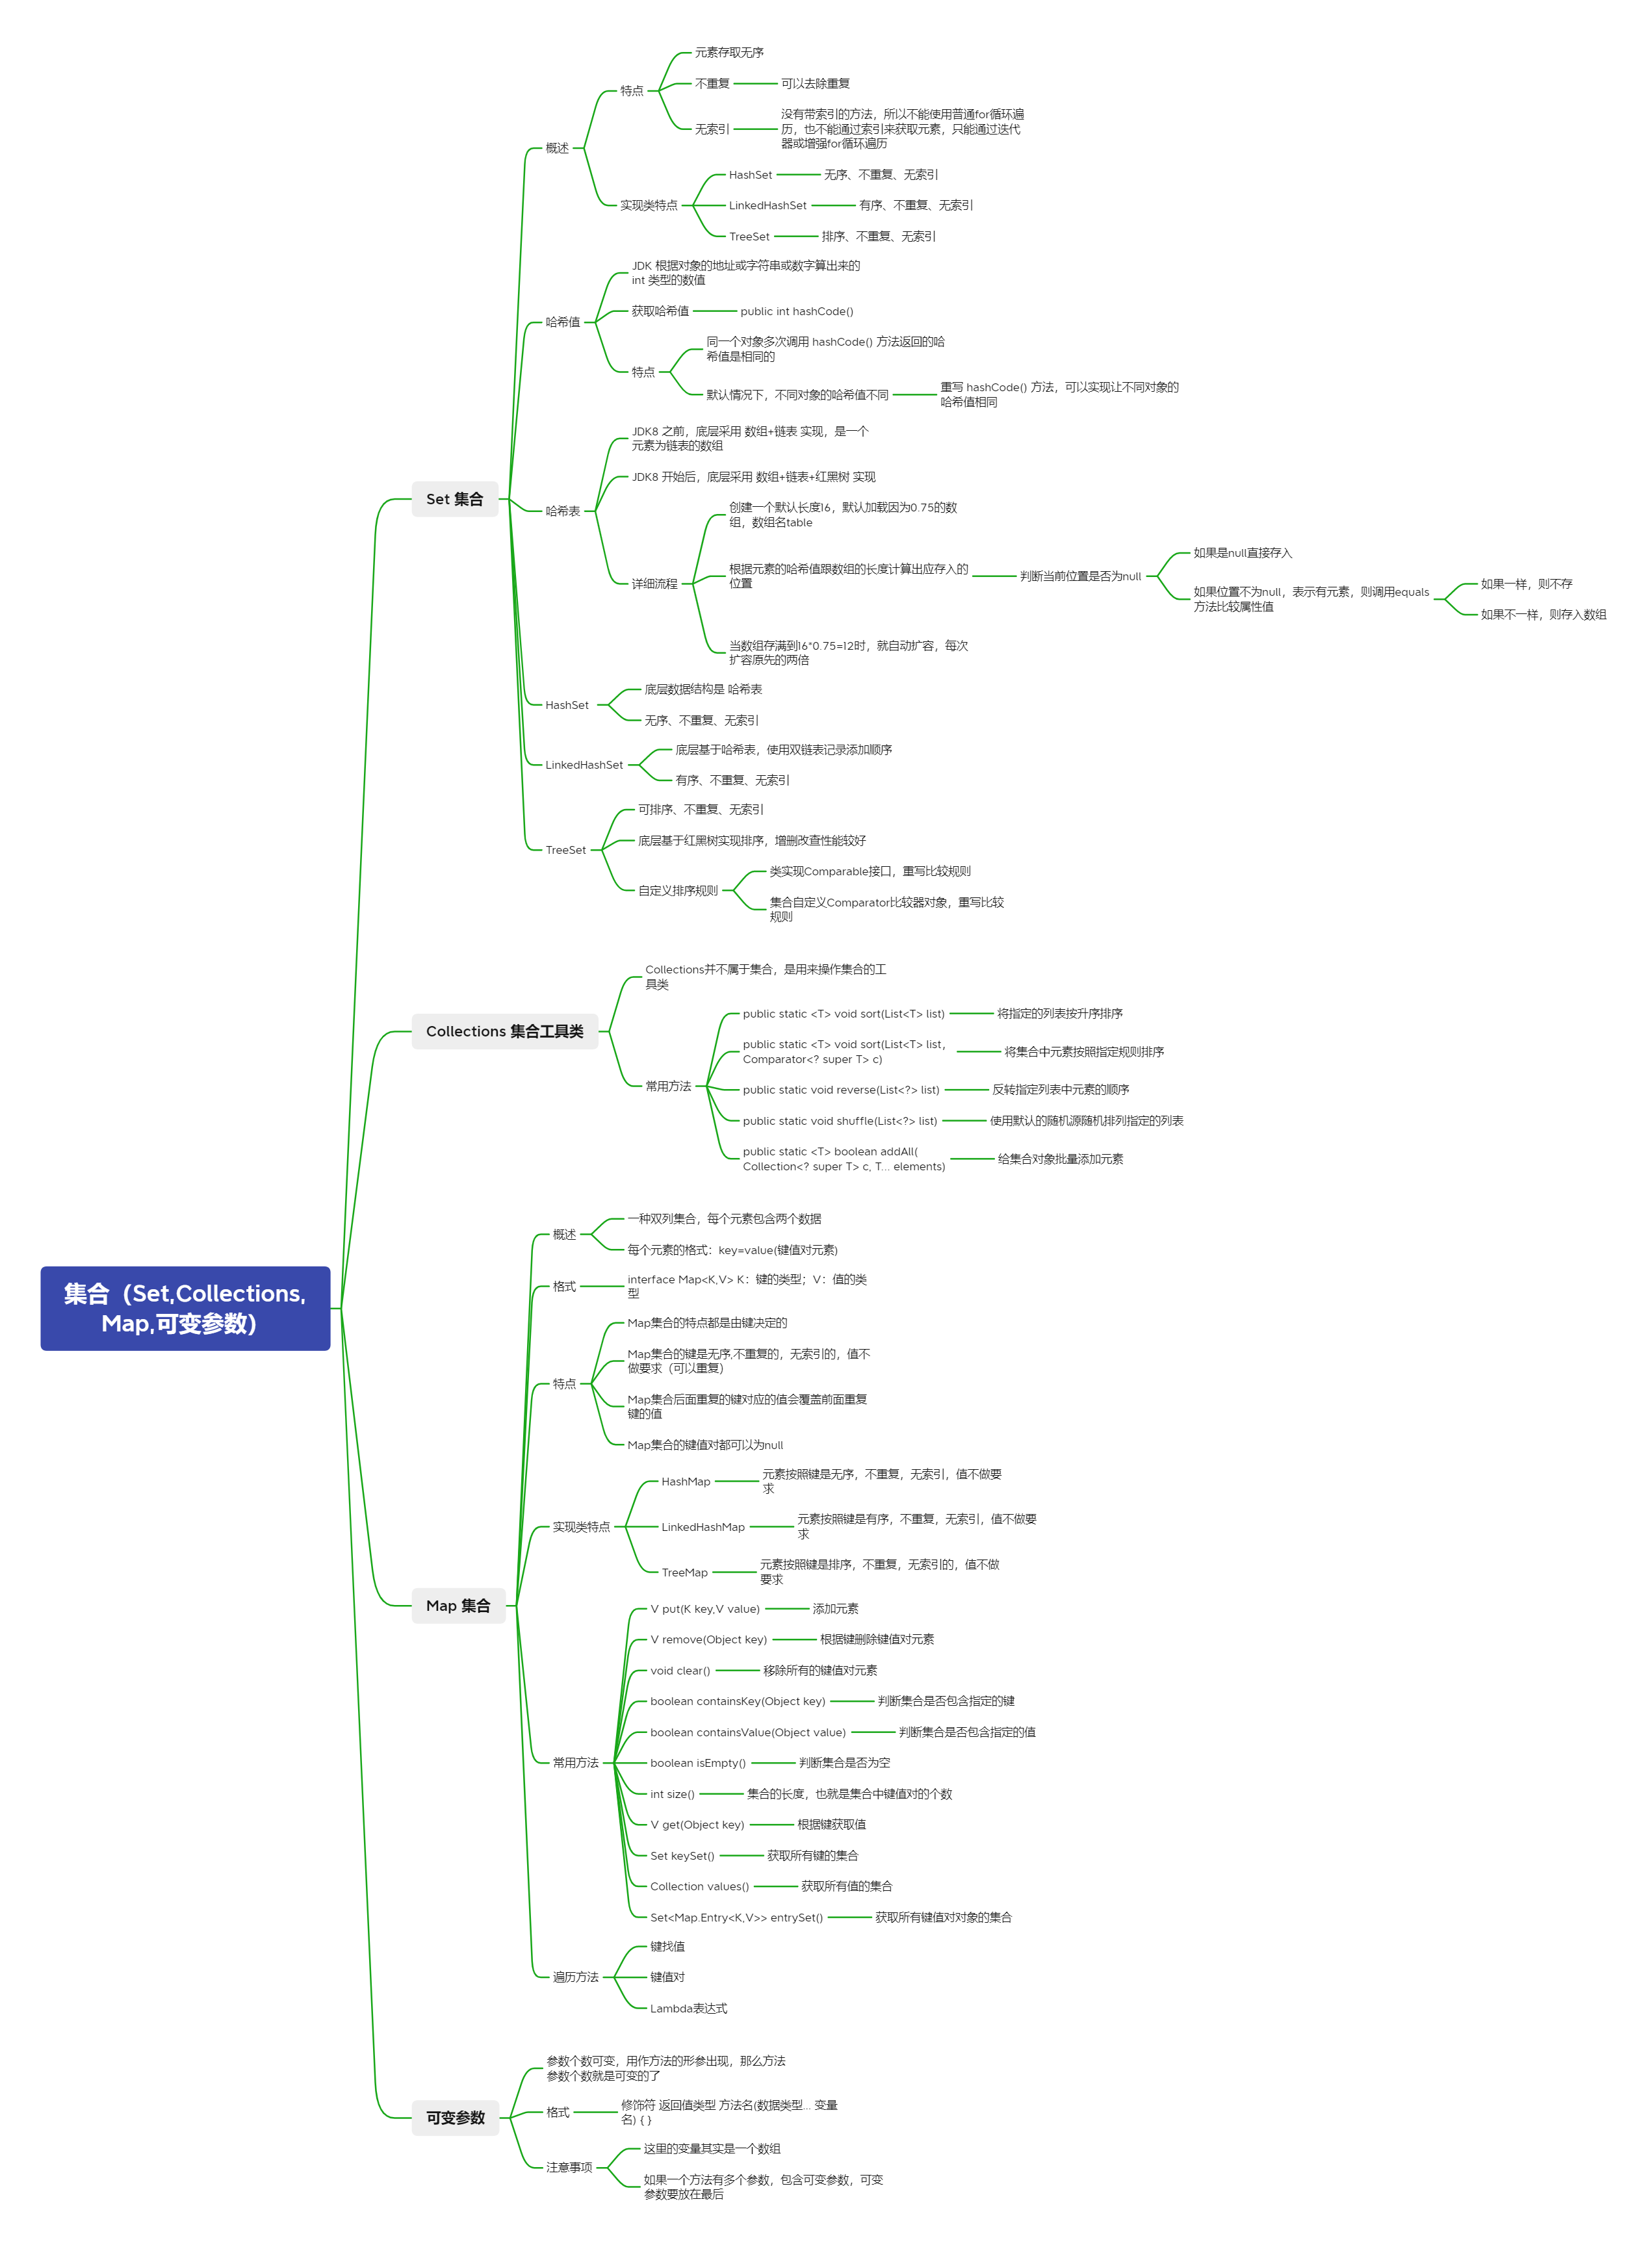 集合（Set,Collections,
Map,可变参数）
Set 集合
概述
特点
元素存取无序
不重复
可以去除重复
无索引
没有带索引的方法，所以不能使用普通for循环遍
历，也不能通过索引来获取元素，只能通过迭代
器或增强for循环遍历
实现类特点
HashSet
无序、不重复、无索引
LinkedHashSet
有序、不重复、无索引
TreeSet
排序、不重复、无索引
哈希值
JDK 根据对象的地址或字符串或数字算出来的
int 类型的数值
获取哈希值
public int hashCode()
特点
同一个对象多次调用 hashCode() 方法返回的哈
希值是相同的
默认情况下，不同对象的哈希值不同
重写 hashCode() 方法，可以实现让不同对象的
哈希值相同
哈希表
JDK8 之前，底层采用 数组+链表 实现，是一个
元素为链表的数组
JDK8 开始后，底层采用 数组+链表+红黑树 实现
详细流程
创建一个默认长度16，默认加载因为0.75的数
组，数组名table
根据元素的哈希值跟数组的长度计算出应存入的
位置
判断当前位置是否为null
如果是null直接存入
如果位置不为null，表示有元素，则调用equals
方法比较属性值
如果一样，则不存
如果不一样，则存入数组
当数组存满到16*0.75=12时，就自动扩容，每次
扩容原先的两倍
HashSet
底层数据结构是 哈希表
无序、不重复、无索引
LinkedHashSet
底层基于哈希表，使用双链表记录添加顺序
有序、不重复、无索引
TreeSet
可排序、不重复、无索引
底层基于红黑树实现排序，增删改查性能较好
自定义排序规则
类实现Comparable接口，重写比较规则
集合自定义Comparator比较器对象，重写比较
规则
Collections 集合工具类
Collections并不属于集合，是用来操作集合的工
具类
常用方法
public static <T> void sort(List<T> list)
将指定的列表按升序排序
public static <T> void sort(List<T> list，
Comparator<? super T> c)
将集合中元素按照指定规则排序
public static void reverse(List<?> list)
反转指定列表中元素的顺序
public static void shuffle(List<?> list)
使用默认的随机源随机排列指定的列表
public static <T> boolean addAll(
Collection<? super T> c, T... elements)
给集合对象批量添加元素
Map 集合
概述
一种双列集合，每个元素包含两个数据
每个元素的格式：key=value(键值对元素)
格式
interface Map<K,V> K：键的类型；V：值的类
型
特点
Map集合的特点都是由键决定的
Map集合的键是无序,不重复的，无索引的，值不
做要求（可以重复）
Map集合后面重复的键对应的值会覆盖前面重复
键的值
Map集合的键值对都可以为null
实现类特点
HashMap
元素按照键是无序，不重复，无索引，值不做要
求
LinkedHashMap
元素按照键是有序，不重复，无索引，值不做要
求
TreeMap
元素按照键是排序，不重复，无索引的，值不做
要求
常用方法
V put(K key,V value)
添加元素
V remove(Object key)
根据键删除键值对元素
void clear()
移除所有的键值对元素
boolean containsKey(Object key)
判断集合是否包含指定的键
boolean containsValue(Object value)
判断集合是否包含指定的值
boolean isEmpty()
判断集合是否为空
int size()
集合的长度，也就是集合中键值对的个数
V get(Object key)
根据键获取值
Set keySet()
获取所有键的集合
Collection values()
获取所有值的集合
Set<Map.Entry<K,V>> entrySet()
获取所有键值对对象的集合
遍历方法
键找值
键值对
Lambda表达式
可变参数
参数个数可变，用作方法的形参出现，那么方法
参数个数就是可变的了
格式
修饰符 返回值类型 方法名(数据类型... 变量
名) { }
注意事项
这里的变量其实是一个数组
如果一个方法有多个参数，包含可变参数，可变
参数要放在最后